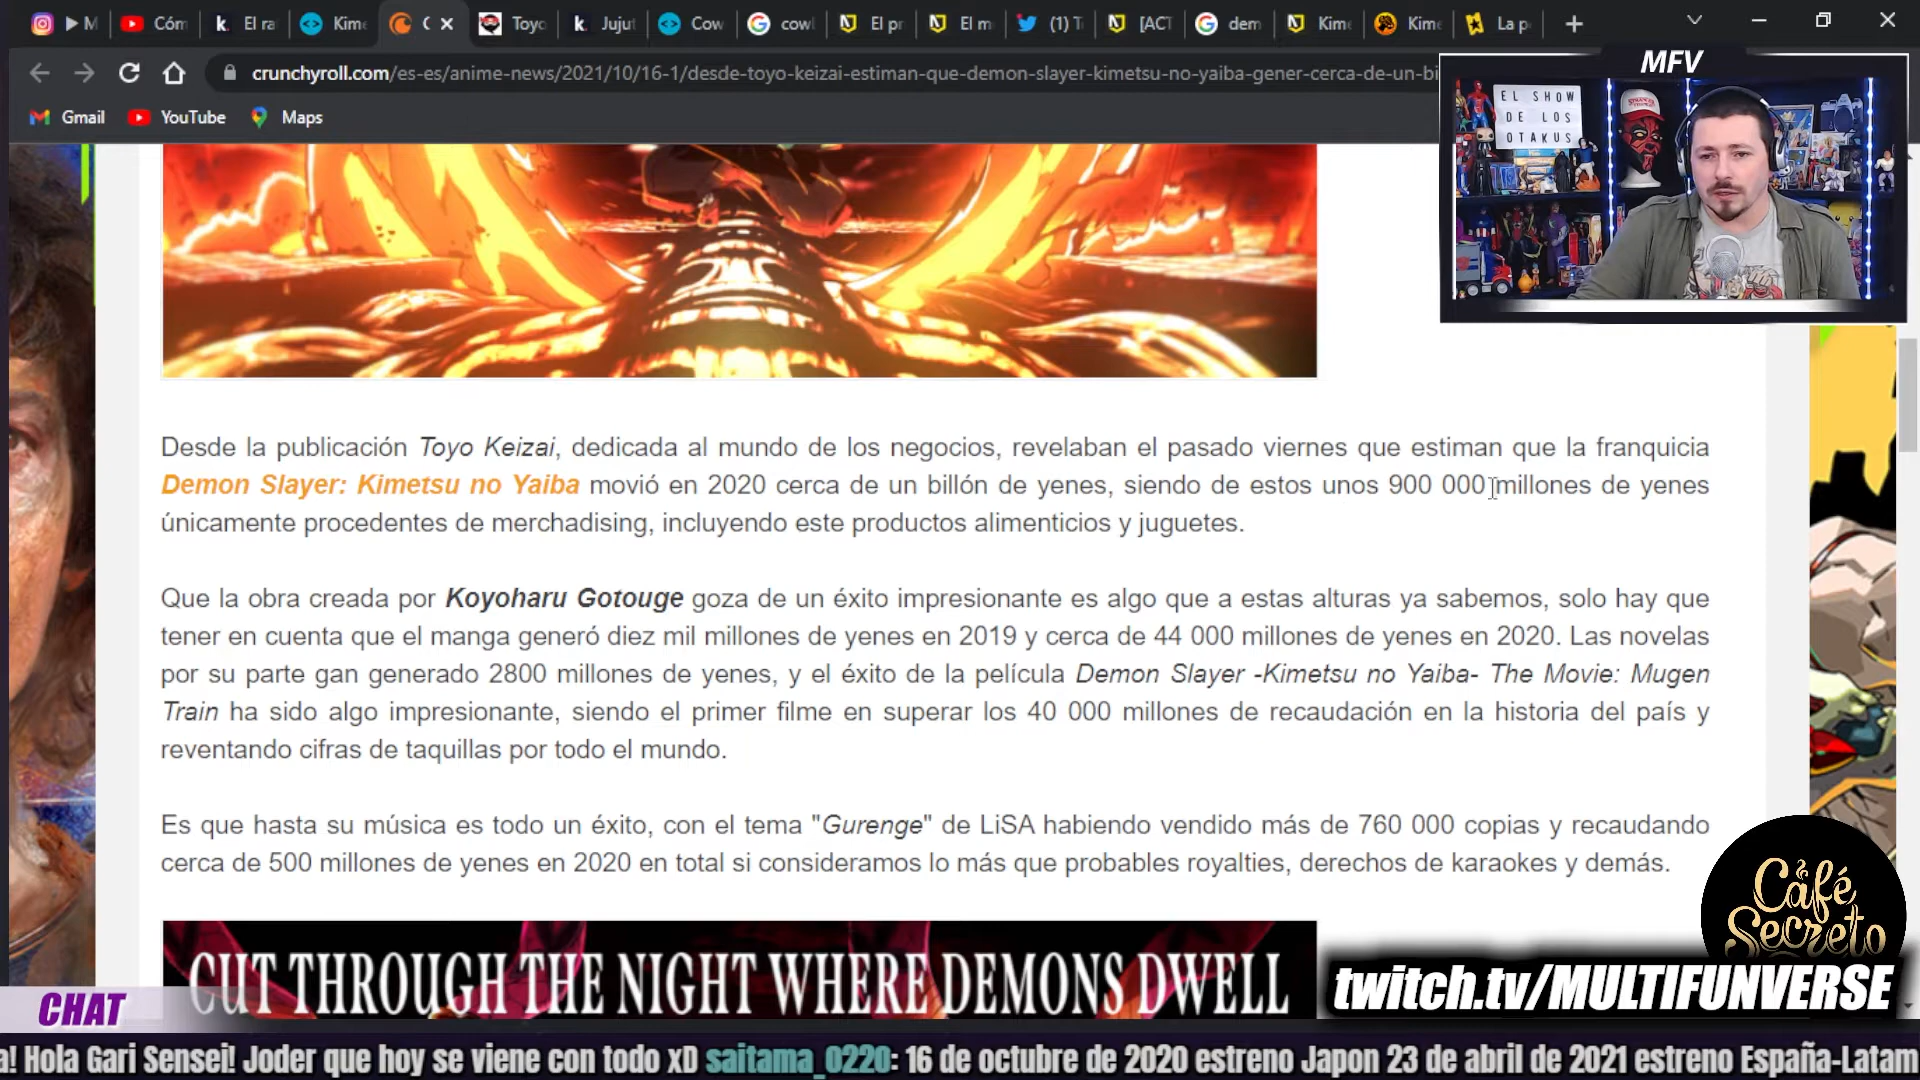 ▶ M
Cóm
El ra
Kime
C
Toyo
Jujut
Cow
cowl
El pr
El m
(1) T
[ACT
dem
Kime
Kime
La p
crunchyroll.com/es-es/anime-news/2021/10/16-1/desde-toyo-keizai-estiman-que-demon-slayer-kimetsu-no-yaiba-gener-cerca-de-un-bi
MFV
Gmail
YouTube
Maps
EL SHOW
DE LOS
OTAKUS
Desde la publicación Toyo Keizai, dedicada al mundo de los negocios, revelaban el pasado viernes que estiman que la franquicia
Demon Slayer: Kimetsu no Yaiba movió en 2020 cerca de un billón de yenes, siendo de estos unos 900 000 millones de yenes
únicamente procedentes de merchadising, incluyendo este productos alimenticios y juguetes.
Que la obra creada por Koyoharu Gotouge goza de un éxito impresionante es algo que a estas alturas ya sabemos, solo hay que
tener en cuenta que el manga generó diez mil millones de yenes en 2019 y cerca de 44 000 millones de yenes en 2020. Las novelas
por su parte gan generado 2800 millones de yenes, y el éxito de la película Demon Slayer -Kimetsu no Yaiba- The Movie: Mugen
Train ha sido algo impresionante, siendo el primer filme en superar los 40 000 millones de recaudación en la historia del país y
reventando cifras de taquillas por todo el mundo.
Es que hasta su música es todo un éxito, con el tema "Gurenge" de LiSA habiendo vendido más de 760 000 copias y recaudando
cerca de 500 millones de yenes en 2020 en total si consideramos lo más que probables royalties, derechos de karaokes y demás.
CUT THROUGH THE NIGHT WHERE DEMONS DWELL
Café
Secreto
twitch.tv/MULTIFUNVERSE
CHAT
a! Hola Gari Sensei! Joder que hoy se viene con todo xD saitama_0220: 16 de octubre de 2020 estreno Japon 23 de abril de 2021 estreno España-Latam